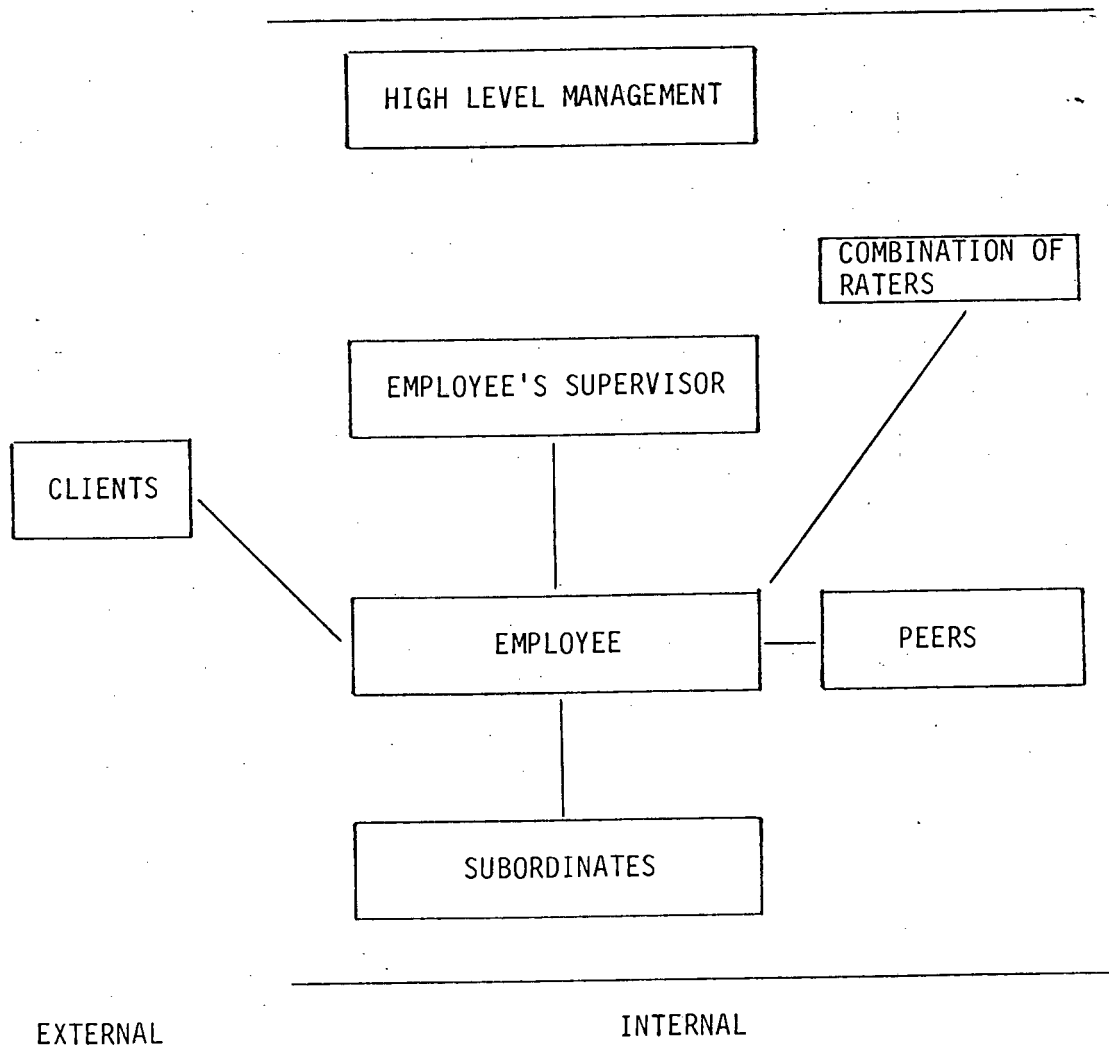 HIGH LEVEL MANAGEMENT
COMBINATION OF
RATERS
EMPLOYEE'S SUPERVISOR
CLIENTS
EMPLOYEE
PEERS
SUBORDINATES
EXTERNAL
INTERNAL